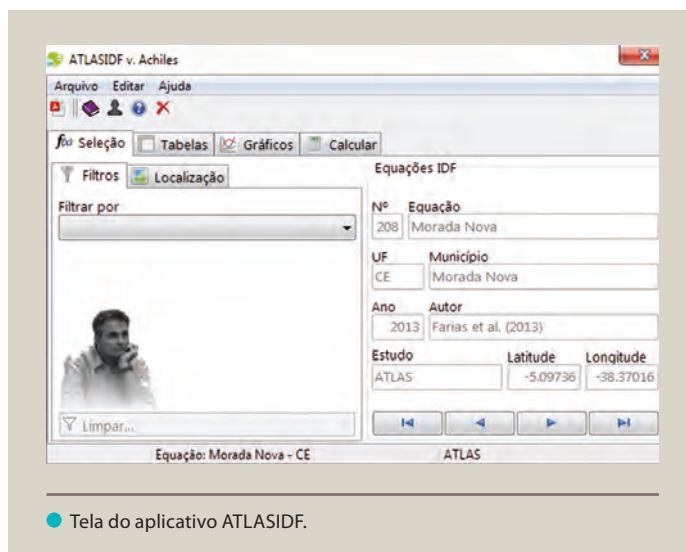 ATLASIDF v. Achiles
Arquivo Editar Ajuda
f(x) Seleção Tabelas Gráficos Calcular
Filtros Localização
Filtrar por
Limpar...
Equações IDF
Nº Equação
208 Morada Nova
UF Município
CE Morada Nova
Ano Autor
2013 Farias et al. (2013)
Estudo Latitude Longitude
ATLAS -5.09736 -38.37016
Equação: Morada Nova - CE ATLAS
Tela do aplicativo ATLASIDF.